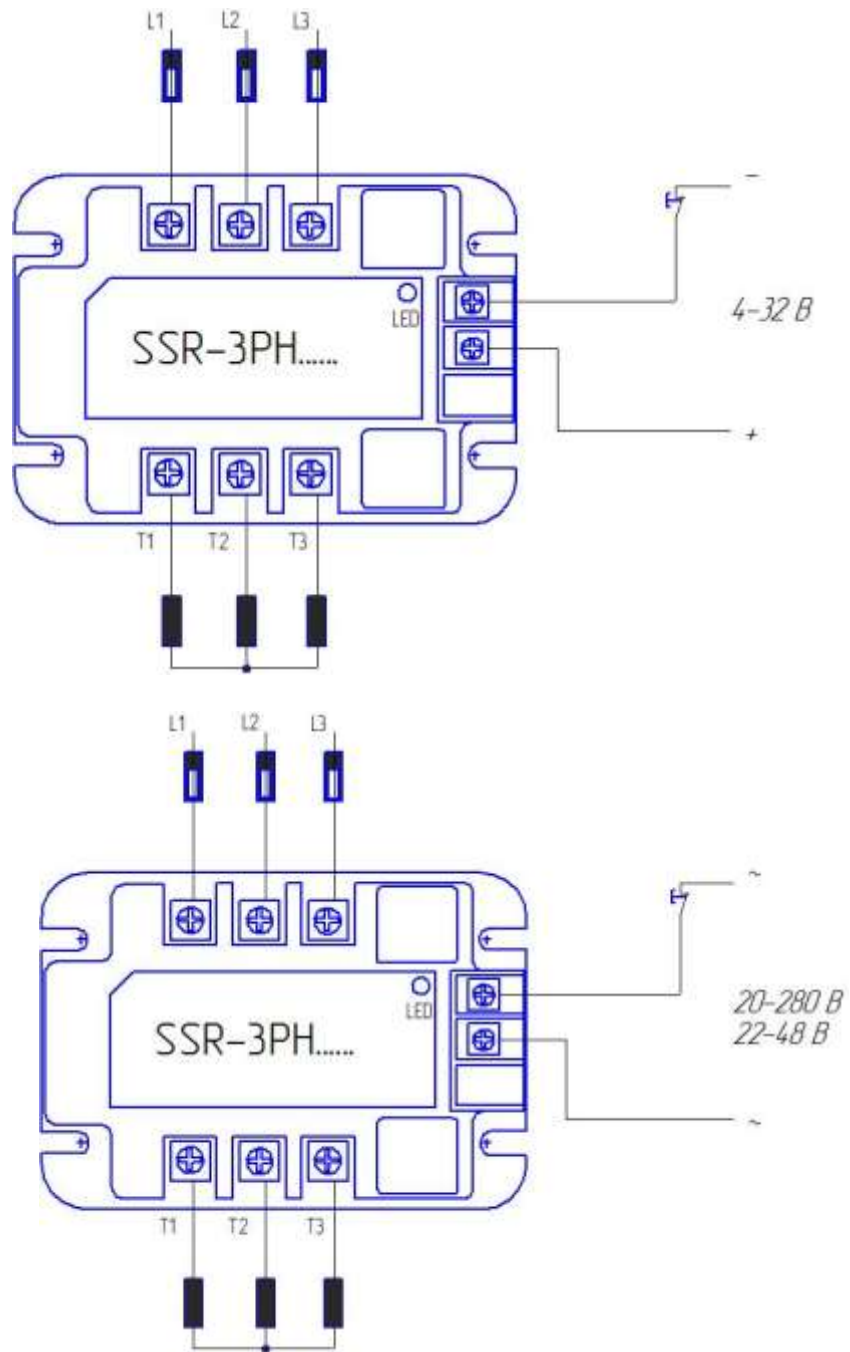 L1 L2 L3
–
4-32 В
LED
SSR-3PH......
+
T1 T2 T3
L1 L2 L3
~
LED
20-280 В
22-48 В
SSR-3PH......
~
T1 T2 T3